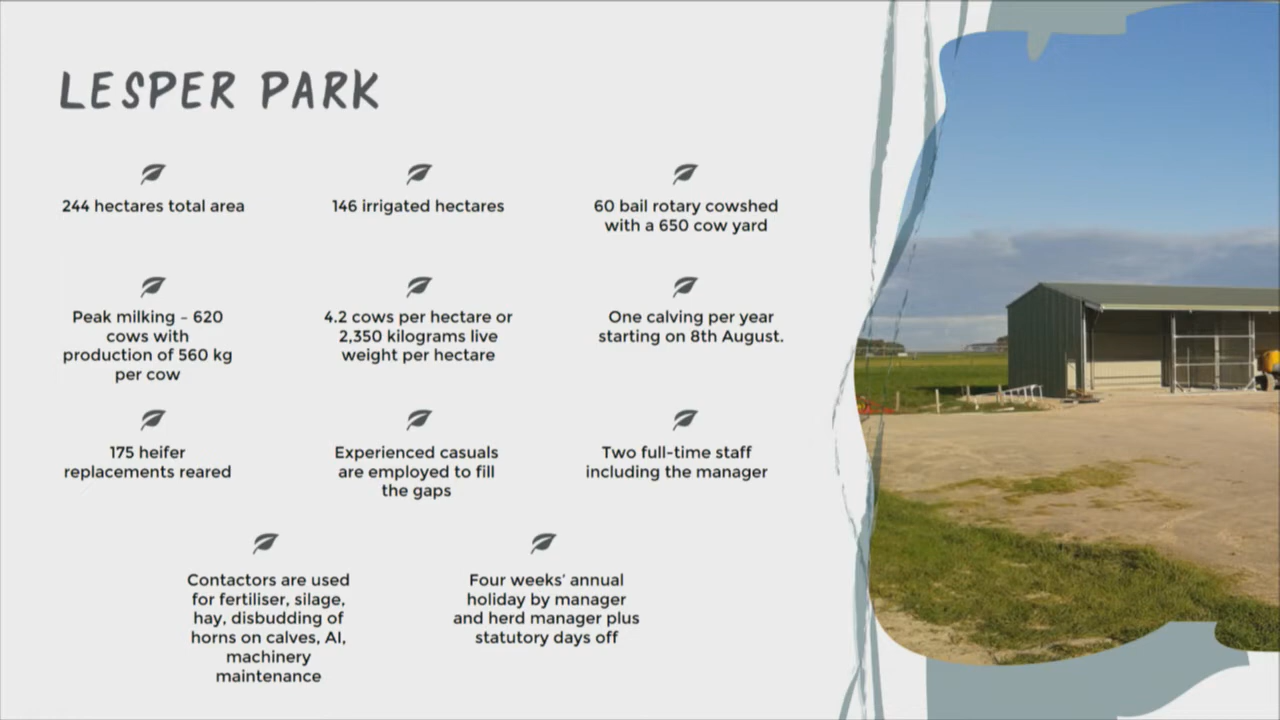 LESPER PARK
244 hectares total area
146 irrigated hectares
60 bail rotary cowshed
with a 650 cow yard
Peak milking – 620
cows with
production of 560 kg
per cow
4.2 cows per hectare or
2,350 kilograms live
weight per hectare
One calving per year
starting on 8th August.
175 heifer
replacements reared
Experienced casuals
are employed to fill
the gaps
Two full-time staff
including the manager
Contactors are used
for fertiliser, silage,
hay, disbudding of
horns on calves, AI,
machinery
maintenance
Four weeks’ annual
holiday by manager
and herd manager plus
statutory days off